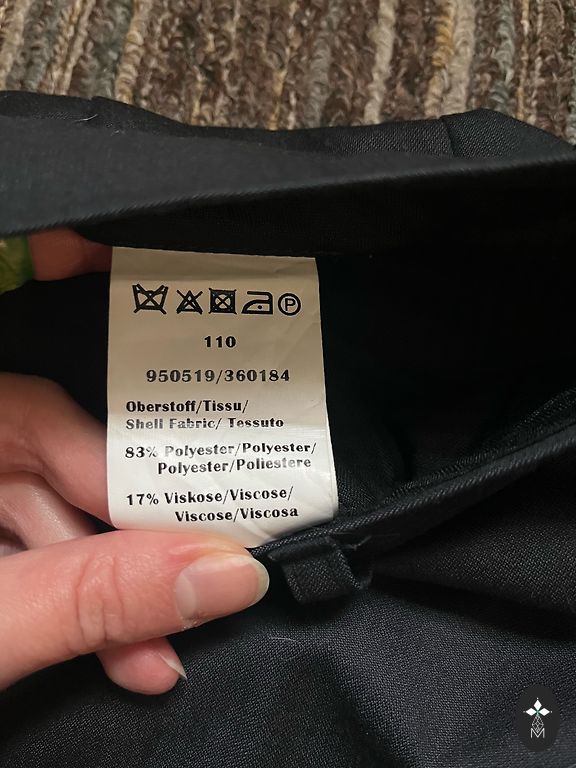 P
110
950519/360184
Oberstoff/Tissu/
Shell Fabric/ Tessuto
83% Polyester/Polyester/
Polyester/Poliestere
17% Viskose/Viscose/
Viscose/Viscosa
M